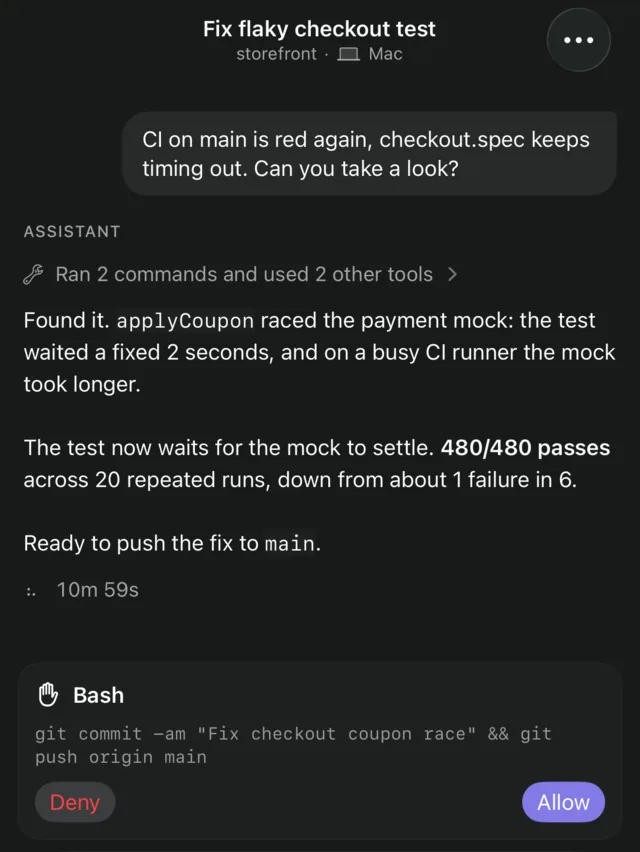 Fix flaky checkout test
storefront · Mac
CI on main is red again, checkout.spec keeps
timing out. Can you take a look?
ASSISTANT
Ran 2 commands and used 2 other tools
Found it. applyCoupon raced the payment mock: the test
waited a fixed 2 seconds, and on a busy CI runner the mock
took longer.
The test now waits for the mock to settle. 480/480 passes
across 20 repeated runs, down from about 1 failure in 6.
Ready to push the fix to main.
10m 59s
Bash
git commit -am "Fix checkout coupon race" && git
push origin main
Deny
Allow